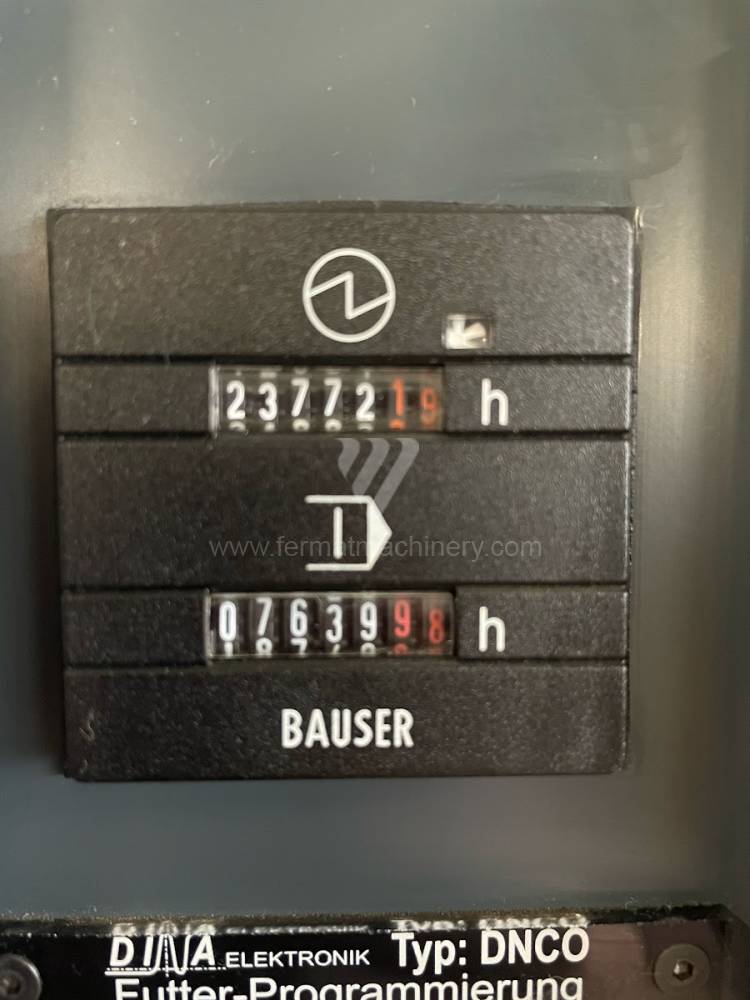 2377219 h
www.fermatmachinery.com
0763998 h
BAUSER
DINA ELEKTRONIK Typ: DNCO
Futter-Programmierung